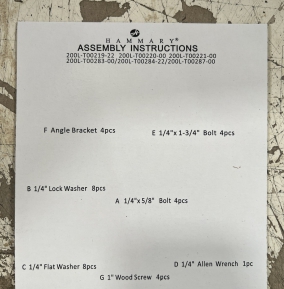 HAMMARY®
ASSEMBLY INSTRUCTIONS
200L-T00219-22 200L-T00220-00 200L-T00221-00
200L-T00283-00/200L-T00284-22/200L-T00287-00
F Angle Bracket 4pcs
E 1/4"x1-3/4" Bolt 4pcs
B 1/4" Lock Washer 8pcs
A 1/4"x5/8" Bolt 4pcs
C 1/4" Flat Washer 8pcs
D 1/4" Allen Wrench 1pc
G 1" Wood Screw 4pcs